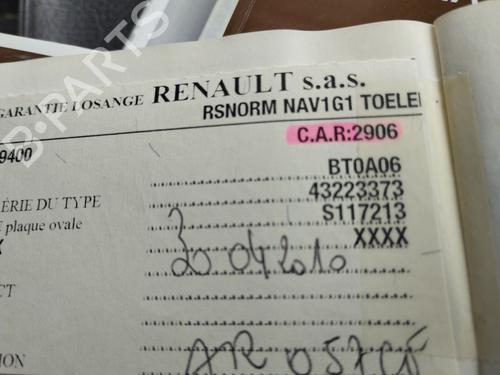 GARANTIE LOSANGE RENAULT s.a.s.
RSNORM NAV1G1 TOELE
C.A.R:2906
9400
BT0A06
ÉRIE DU TYPE 43223373
plaque ovale S117213
X XXXX
20 04 2010
CT
ION